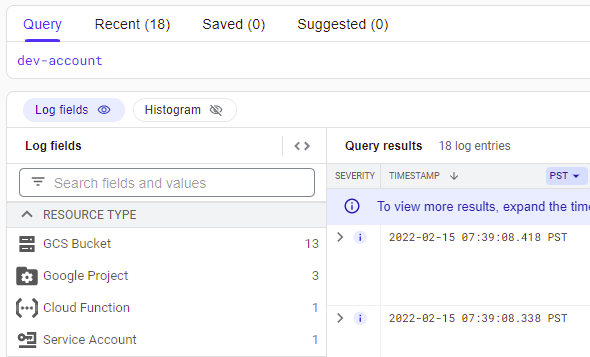 Query Recent (18) Saved (0) Suggested (0)
dev-account
Log fields Histogram
Log fields
Search fields and values
RESOURCE TYPE
GCS Bucket 13
Google Project 3
Cloud Function 1
Service Account 1
Query results 18 log entries
SEVERITY TIMESTAMP PST
To view more results, expand the time
2022-02-15 07:39:08.418 PST
2022-02-15 07:39:08.338 PST